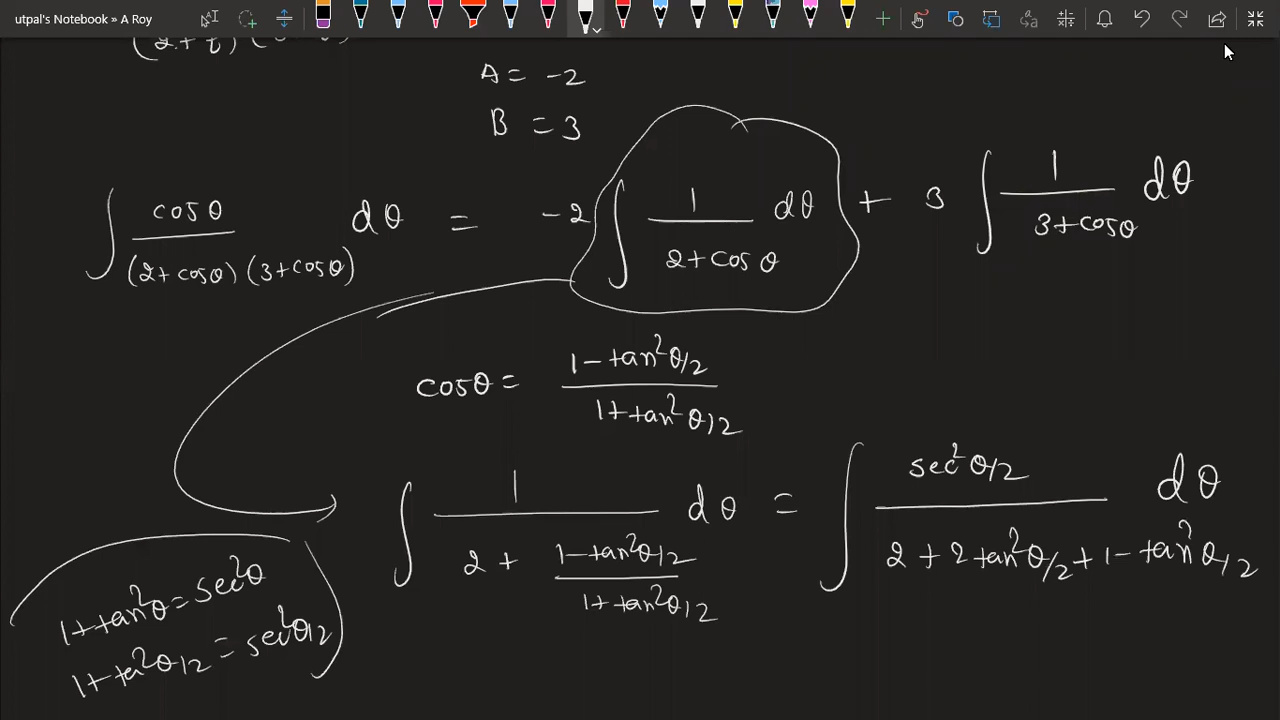 utpal's Notebook » A Roy
A = -2
B = 3
∫ cosθ / (2+cosθ)(3+cosθ) dθ = -2 ∫ 1 / 2+cosθ dθ + 3 ∫ 1 / 3+cosθ dθ
cosθ = 1-tan²θ/2 / 1+tan²θ/2
∫ 1 / 2 + 1-tan²θ/2 / 1+tan²θ/2 dθ = ∫ sec²θ/2 / 2+2tan²θ/2+1-tan²θ/2 dθ
1+tan²θ = sec²θ
1+ta²θ/2 = sec²θ/2